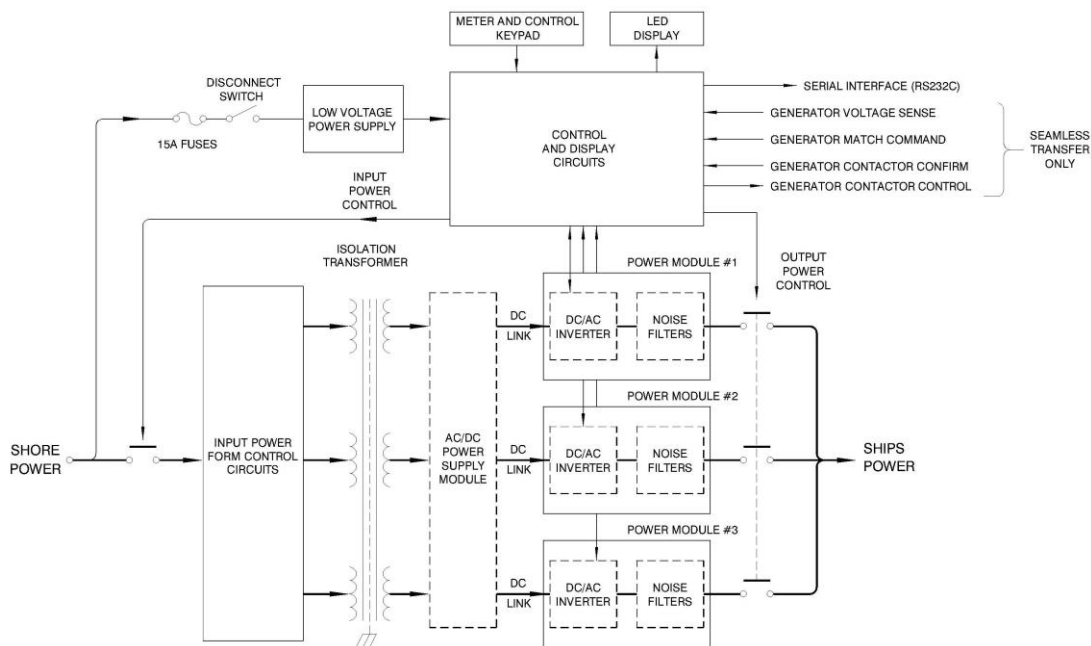 METER AND CONTROL
KEYPAD
LED
DISPLAY
DISCONNECT
SWITCH
15A FUSES
LOW VOLTAGE
POWER SUPPLY
CONTROL
AND DISPLAY
CIRCUITS
SERIAL INTERFACE (RS232C)
GENERATOR VOLTAGE SENSE
GENERATOR MATCH COMMAND
GENERATOR CONTACTOR CONFIRM
GENERATOR CONTACTOR CONTROL
SEAMLESS
TRANSFER
ONLY
INPUT
POWER
CONTROL
ISOLATION
TRANSFORMER
POWER MODULE #1
OUTPUT
POWER
CONTROL
DC
LINK
DC/AC
INVERTER
NOISE
FILTERS
POWER MODULE #2
SHORE
POWER
INPUT POWER
FORM CONTROL
CIRCUITS
AC/DC
POWER
SUPPLY
MODULE
DC
LINK
DC/AC
INVERTER
NOISE
FILTERS
SHIPS
POWER
POWER MODULE #3
DC
LINK
DC/AC
INVERTER
NOISE
FILTERS